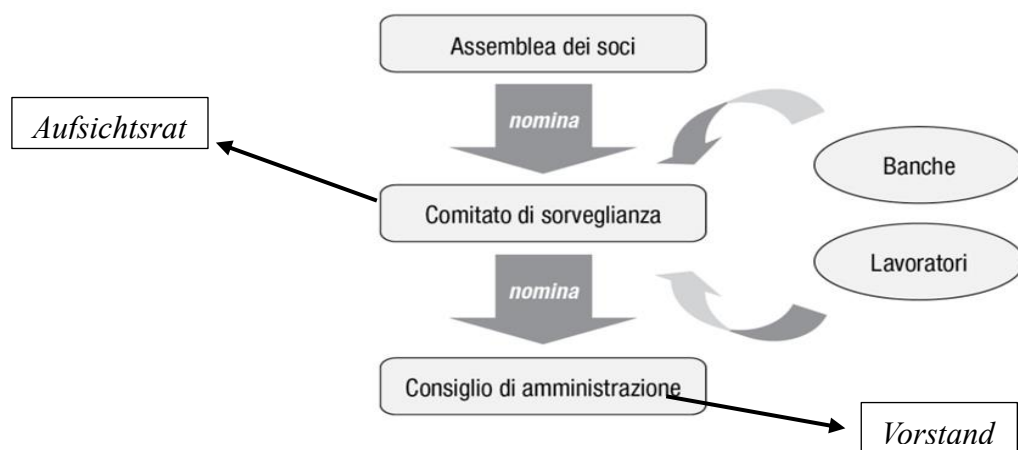 Assemblea dei soci
nomina
Aufsichtsrat
Banche
Comitato di sorveglianza
Lavoratori
nomina
Consiglio di amministrazione
Vorstand